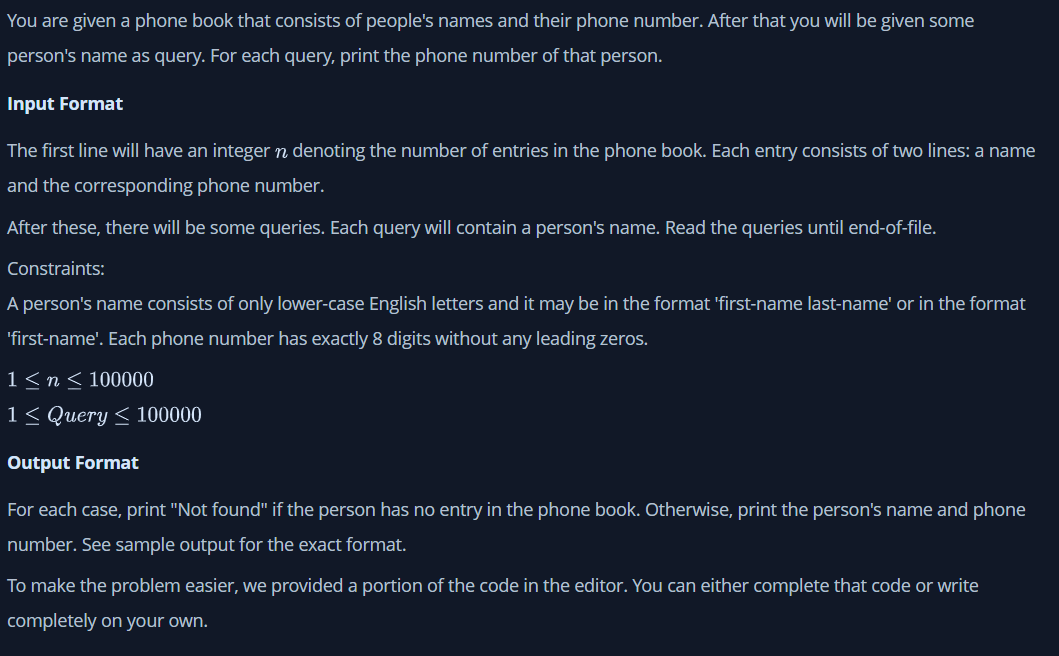 You are given a phone book that consists of people's names and their phone number. After that you will be given some
person's name as query. For each query, print the phone number of that person.
Input Format
The first line will have an integer n denoting the number of entries in the phone book. Each entry consists of two lines: a name
and the corresponding phone number.
After these, there will be some queries. Each query will contain a person's name. Read the queries until end-of-file.
Constraints:
A person's name consists of only lower-case English letters and it may be in the format 'first-name last-name' or in the format
'first-name'. Each phone number has exactly 8 digits without any leading zeros.
1 ≤ n ≤ 100000
1 ≤ Query ≤ 100000
Output Format
For each case, print "Not found" if the person has no entry in the phone book. Otherwise, print the person's name and phone
number. See sample output for the exact format.
To make the problem easier, we provided a portion of the code in the editor. You can either complete that code or write
completely on your own.